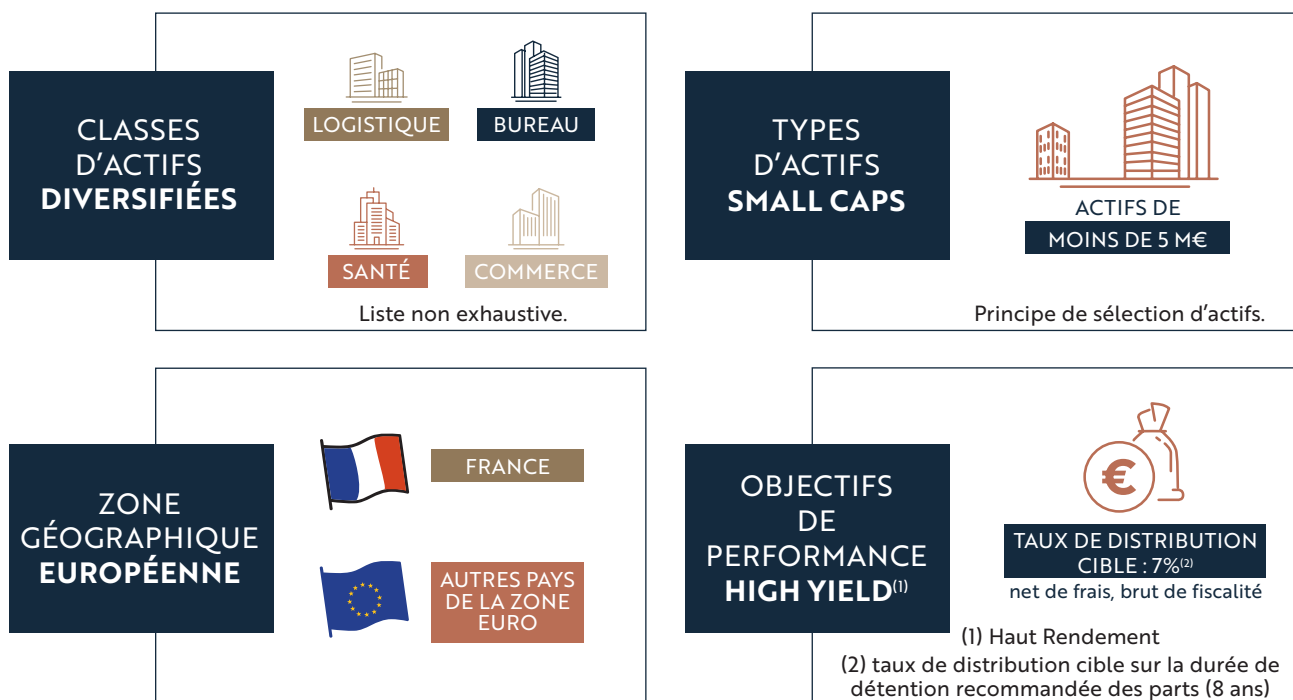 CLASSES
D'ACTIFS
DIVERSIFIÉES
LOGISTIQUE
BUREAU
SANTÉ
COMMERCE
Liste non exhaustive.
TYPES
D'ACTIFS
SMALL CAPS
ACTIFS DE
MOINS DE 5 M€
Principe de sélection d'actifs.
ZONE
GÉOGRAPHIQUE
EUROPÉENNE
FRANCE
AUTRES PAYS
DE LA ZONE
EURO
OBJECTIFS
DE
PERFORMANCE
HIGH YIELD(1)
€
TAUX DE DISTRIBUTION
CIBLE : 7%(2)
net de frais, brut de fiscalité
(1) Haut Rendement
(2) taux de distribution cible sur la durée de
détention recommandée des parts (8 ans)